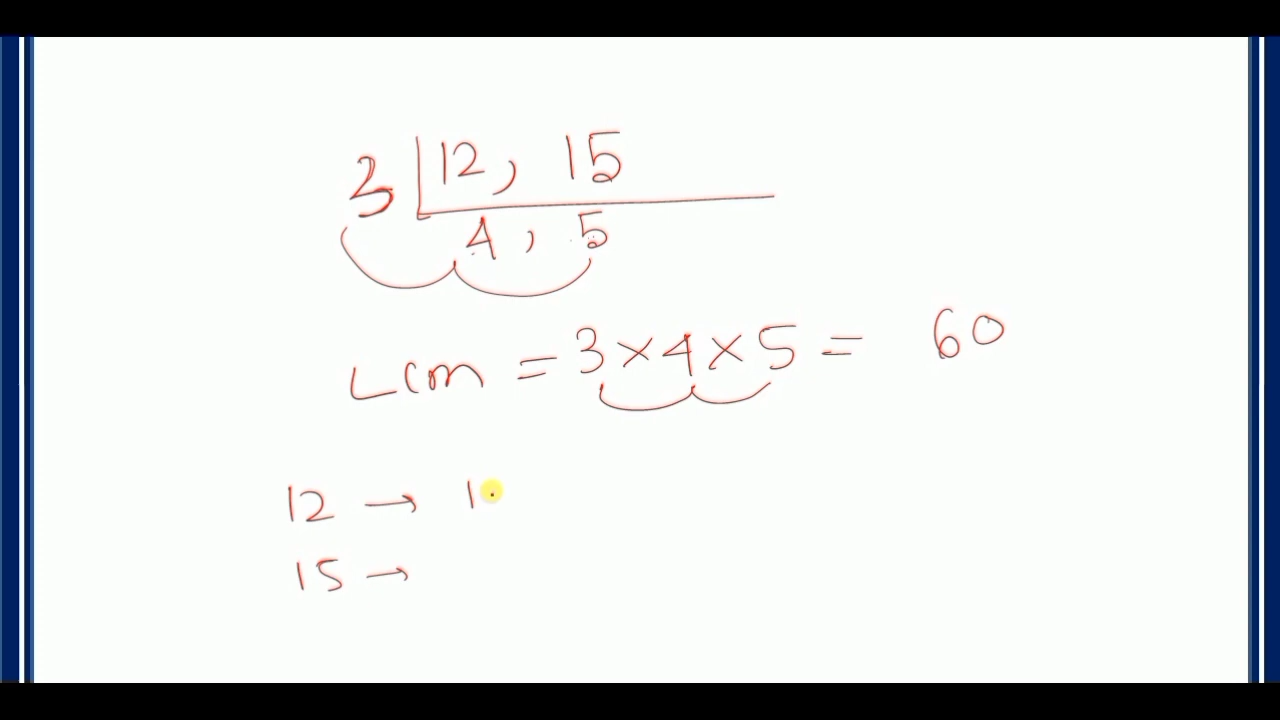 3 12, 15
4, 5
LCM = 3×4×5 = 60
12 → 1
15 →